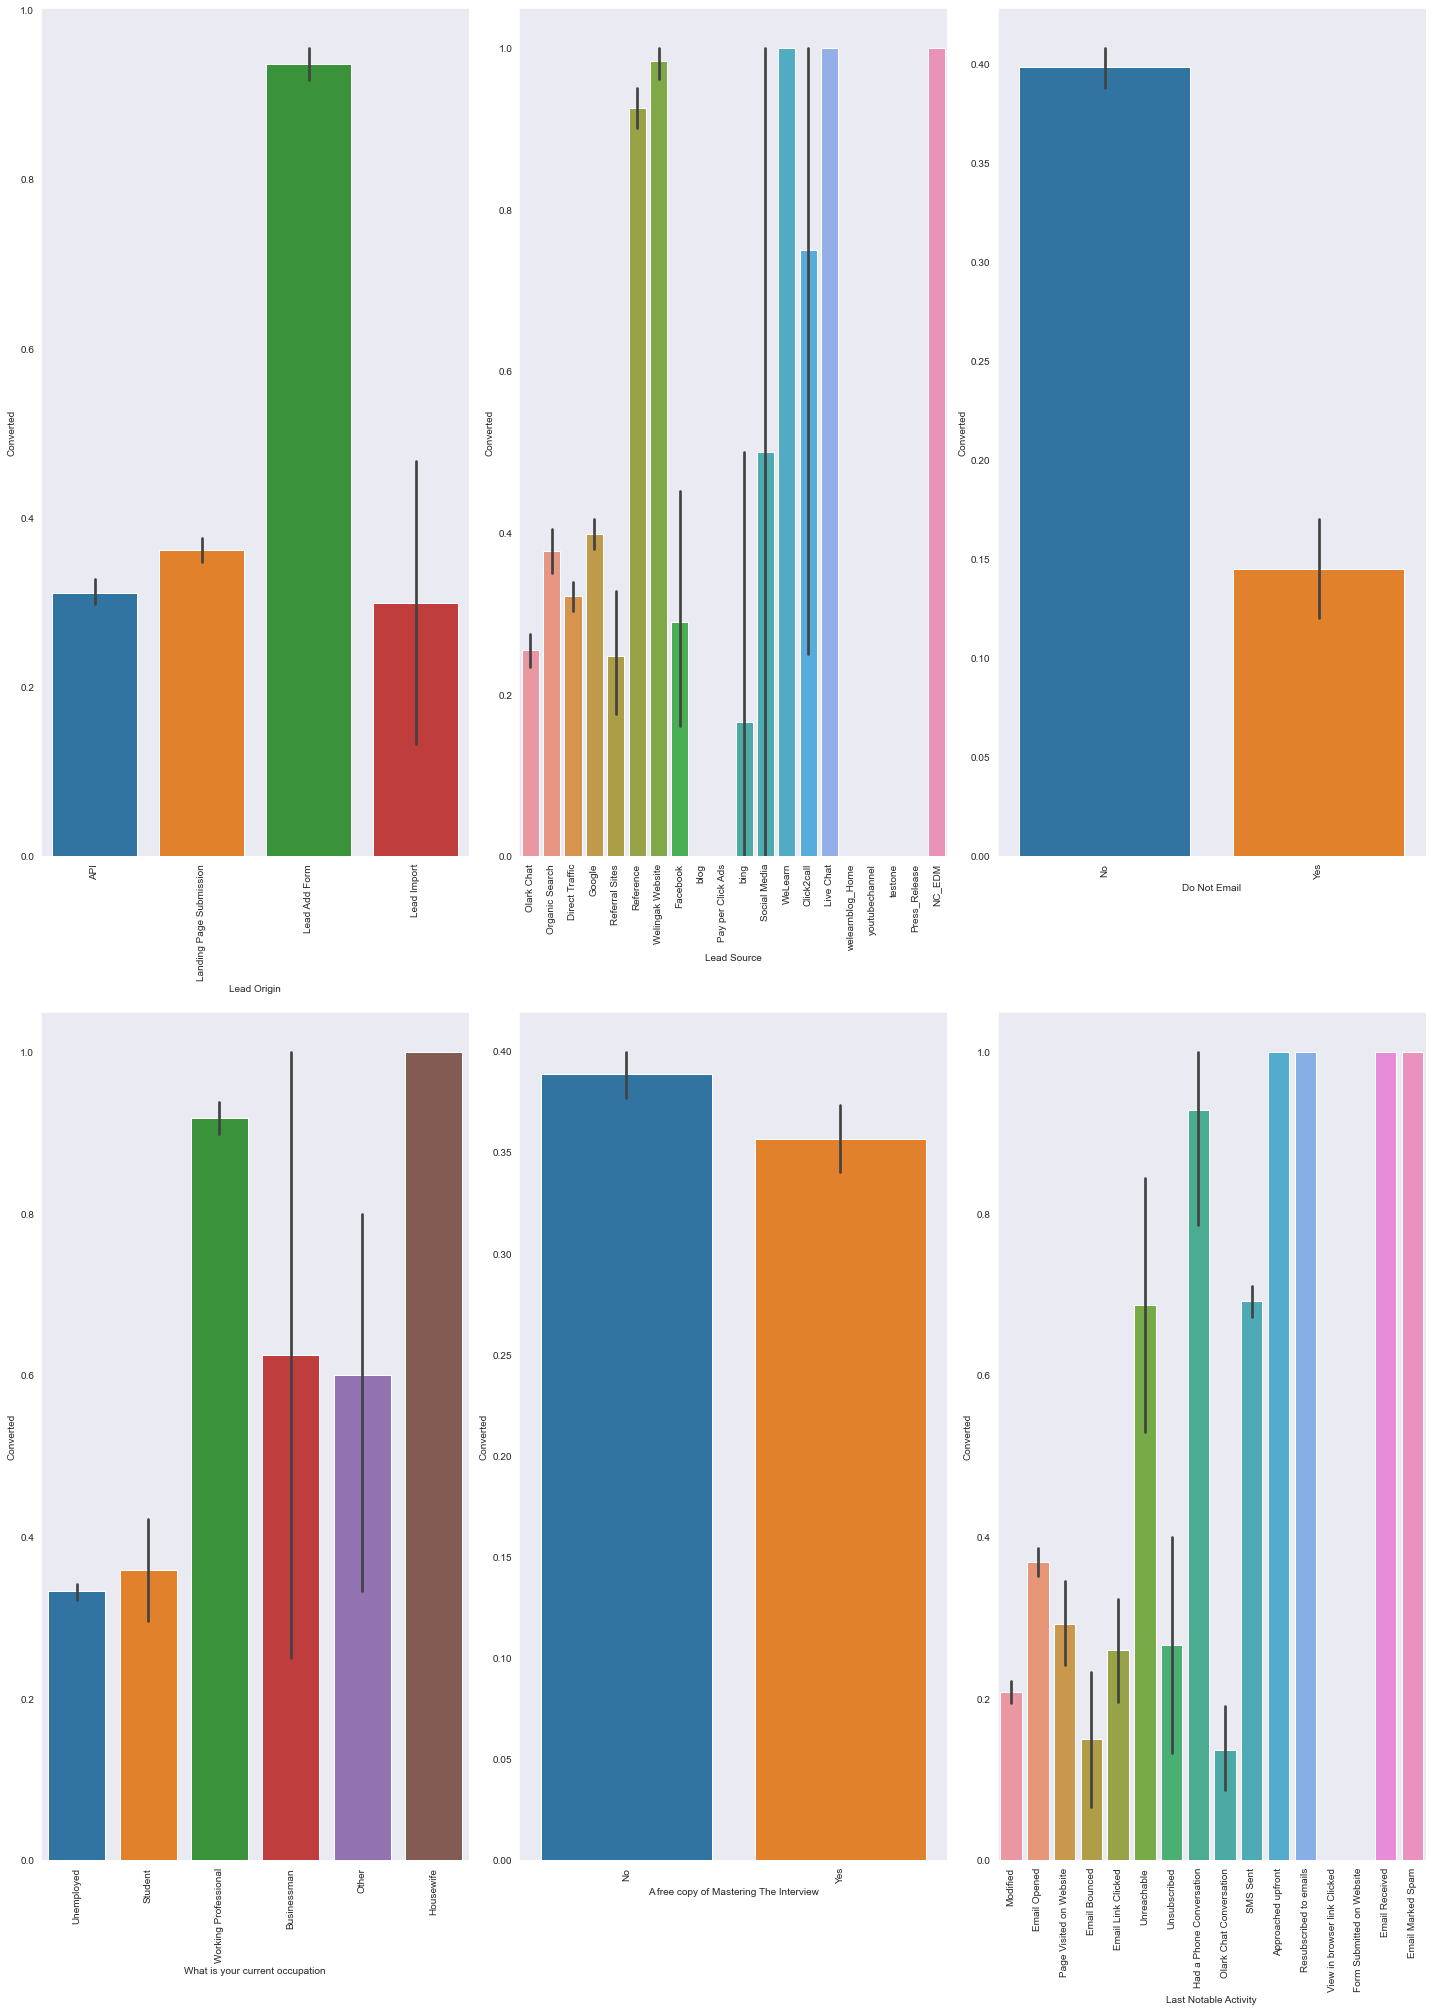 1.0
0.8
0.6
0.4
0.2
0.0
Converted
API
Landing Page Submission
Lead Add Form
Lead Import
Lead Origin
1.0
0.8
0.6
0.4
0.2
0.0
Converted
Olark Chat
Organic Search
Direct Traffic
Google
Referral Sites
Reference
Welingak Website
Facebook
blog
Pay per Click Ads
bing
Social Media
WeLearn
Click2call
Live Chat
welearnblog_Home
youtubechannel
testone
Press_Release
NC_EDM
Lead Source
0.40
0.35
0.30
0.25
0.20
0.15
0.10
0.05
0.00
Converted
No
Yes
Do Not Email
1.0
0.8
0.6
0.4
0.2
0.0
Converted
Unemployed
Student
Working Professional
Businessman
Other
Housewife
What is your current occupation
0.40
0.35
0.30
0.25
0.20
0.15
0.10
0.05
0.00
Converted
No
Yes
A free copy of Mastering The Interview
1.0
0.8
0.6
0.4
0.2
0.0
Converted
Modified
Email Opened
Page Visited on Website
Email Bounced
Email Link Clicked
Unreachable
Unsubscribed
Had a Phone Conversation
Olark Chat Conversation
SMS Sent
Approached upfront
Resubscribed to emails
View in browser link Clicked
Form Submitted on Website
Email Received
Email Marked Spam
Last Notable Activity